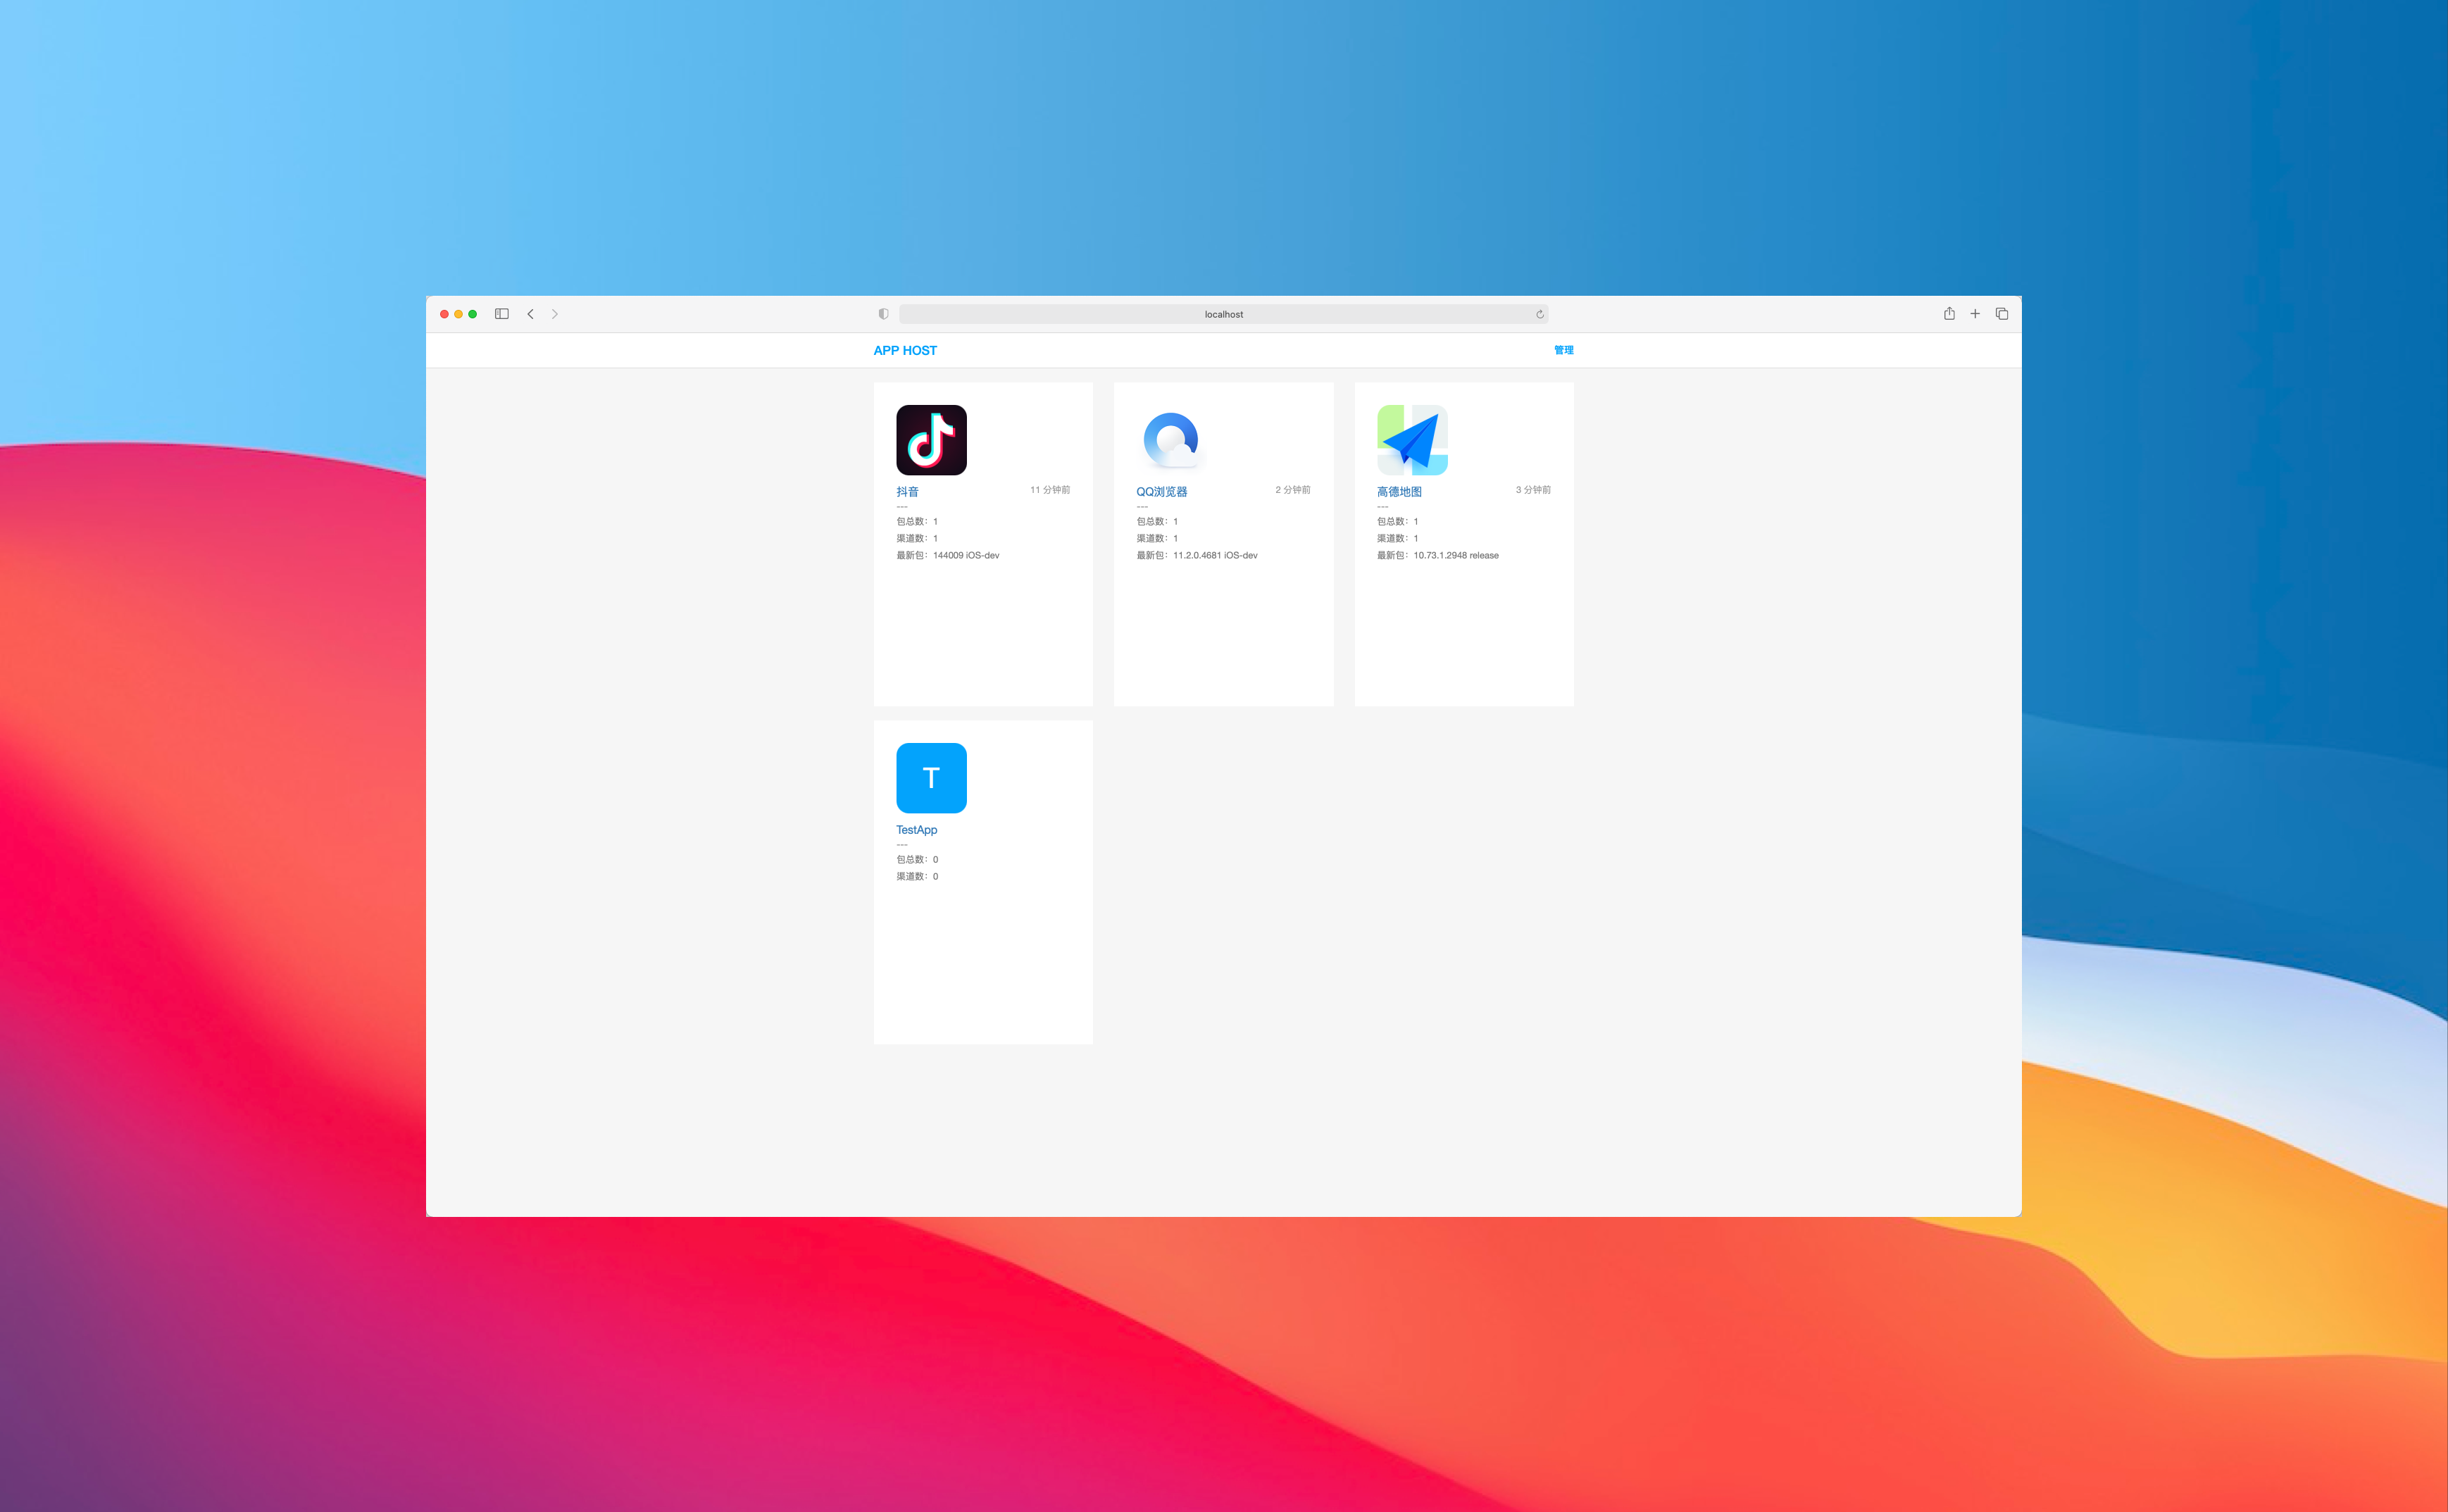 localhost
APP HOST
管理
抖音
11 分钟前
---
包总数：1
渠道数：1
最新包：144009 iOS-dev
QQ浏览器
2 分钟前
---
包总数：1
渠道数：1
最新包：11.2.0.4681 iOS-dev
高德地图
3 分钟前
---
包总数：1
渠道数：1
最新包：10.73.1.2948 release
T
TestApp
---
包总数：0
渠道数：0